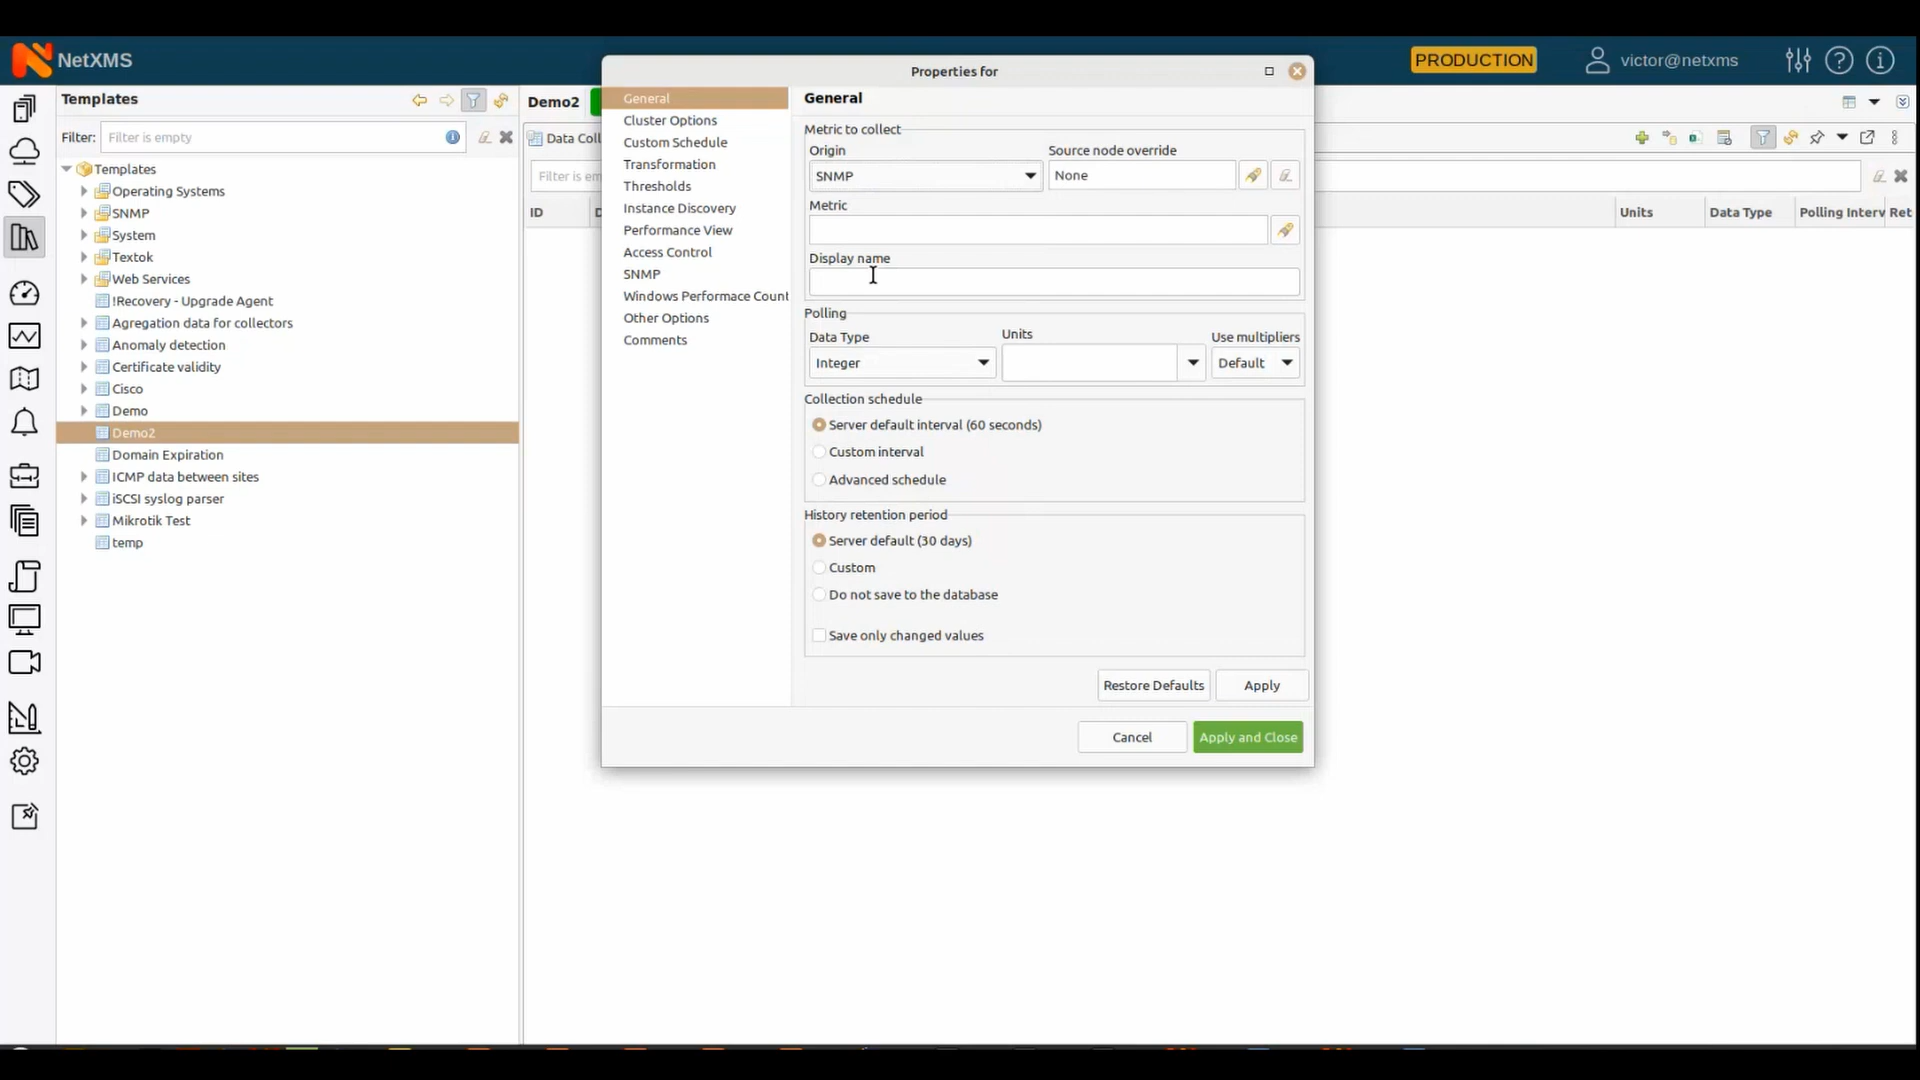 NetXMS
PRODUCTION
victor@netxms
Templates
Filter:
Filter is empty
Templates
Operating Systems
SNMP
System
Textok
Web Services
!Recovery - Upgrade Agent
Agregation data for collectors
Anomaly detection
Certificate validity
Cisco
Demo
Demo2
Domain Expiration
ICMP data between sites
iSCSI syslog parser
Mikrotik Test
temp
Demo2
Data Coll
Filter is em
ID
D
Units
Data Type
Polling Interv
Ret
Properties for
General
Cluster Options
Custom Schedule
Transformation
Thresholds
Instance Discovery
Performance View
Access Control
SNMP
Windows Performace Count
Other Options
Comments
General
Metric to collect
Origin
Source node override
SNMP
None
Metric
Display name
Polling
Data Type
Units
Use multipliers
Integer
Default
Collection schedule
Server default interval (60 seconds)
Custom interval
Advanced schedule
History retention period
Server default (30 days)
Custom
Do not save to the database
Save only changed values
Restore Defaults
Apply
Cancel
Apply and Close